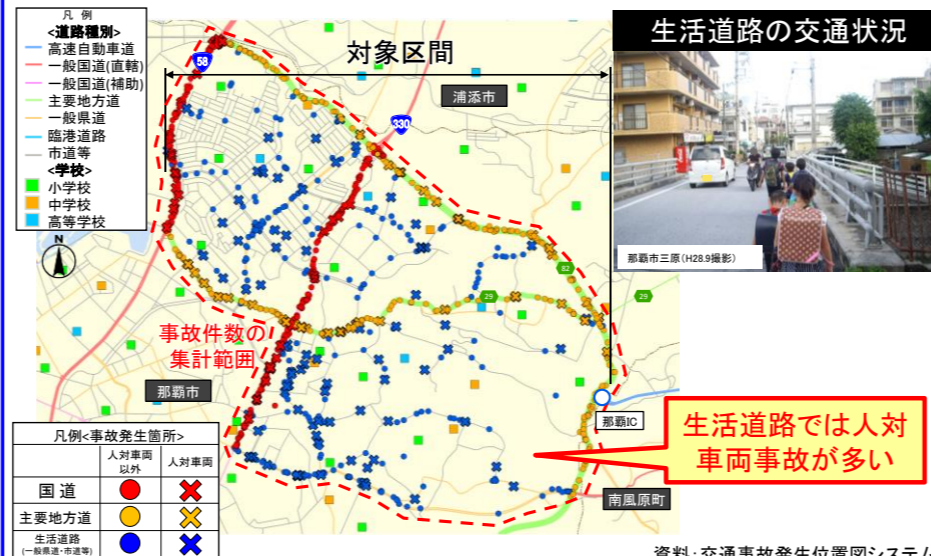 凡 例
<道路種別>
高速自動車道
一般国道(直轄)
一般国道(補助)
主要地方道
一般県道
臨港道路
市道等
<学校>
小学校
中学校
高等学校
N
対象区間
58
浦添市
330
82
29
29
事故件数の
集計範囲
那覇市
那覇IC
南風原町
生活道路の交通状況
那覇市三原(H28.9撮影)
生活道路では人対
車両事故が多い
凡例<事故発生箇所>
人対車両
以外
人対車両
国 道
主要地方道
生活道路
(一般県道・市道等)
資料:交通事故発生位置図システム